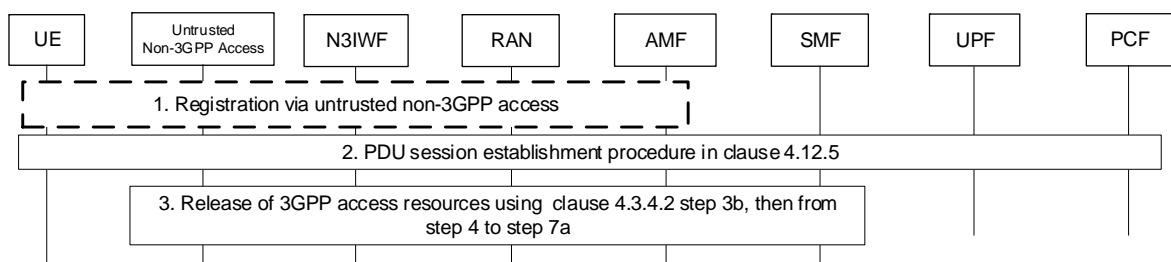 UE
Untrusted
Non-3GPP Access
N3IWF
RAN
AMF
SMF
UPF
PCF
1. Registration via untrusted non-3GPP access
2. PDU session establishment procedure in clause 4.12.5
3. Release of 3GPP access resources using clause 4.3.4.2 step 3b, then from
step 4 to step 7a